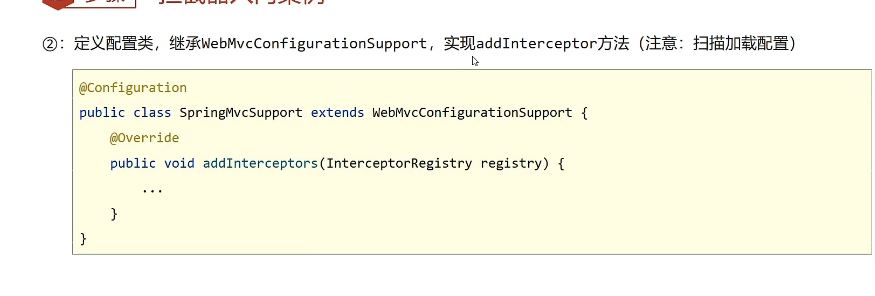 ②：定义配置类，继承WebMvcConfigurationSupport，实现addInterceptor方法（注意：扫描加载配置）
@Configuration
public class SpringMvcSupport extends WebMvcConfigurationSupport {
@Override
public void addInterceptors(InterceptorRegistry registry) {
...
}
}